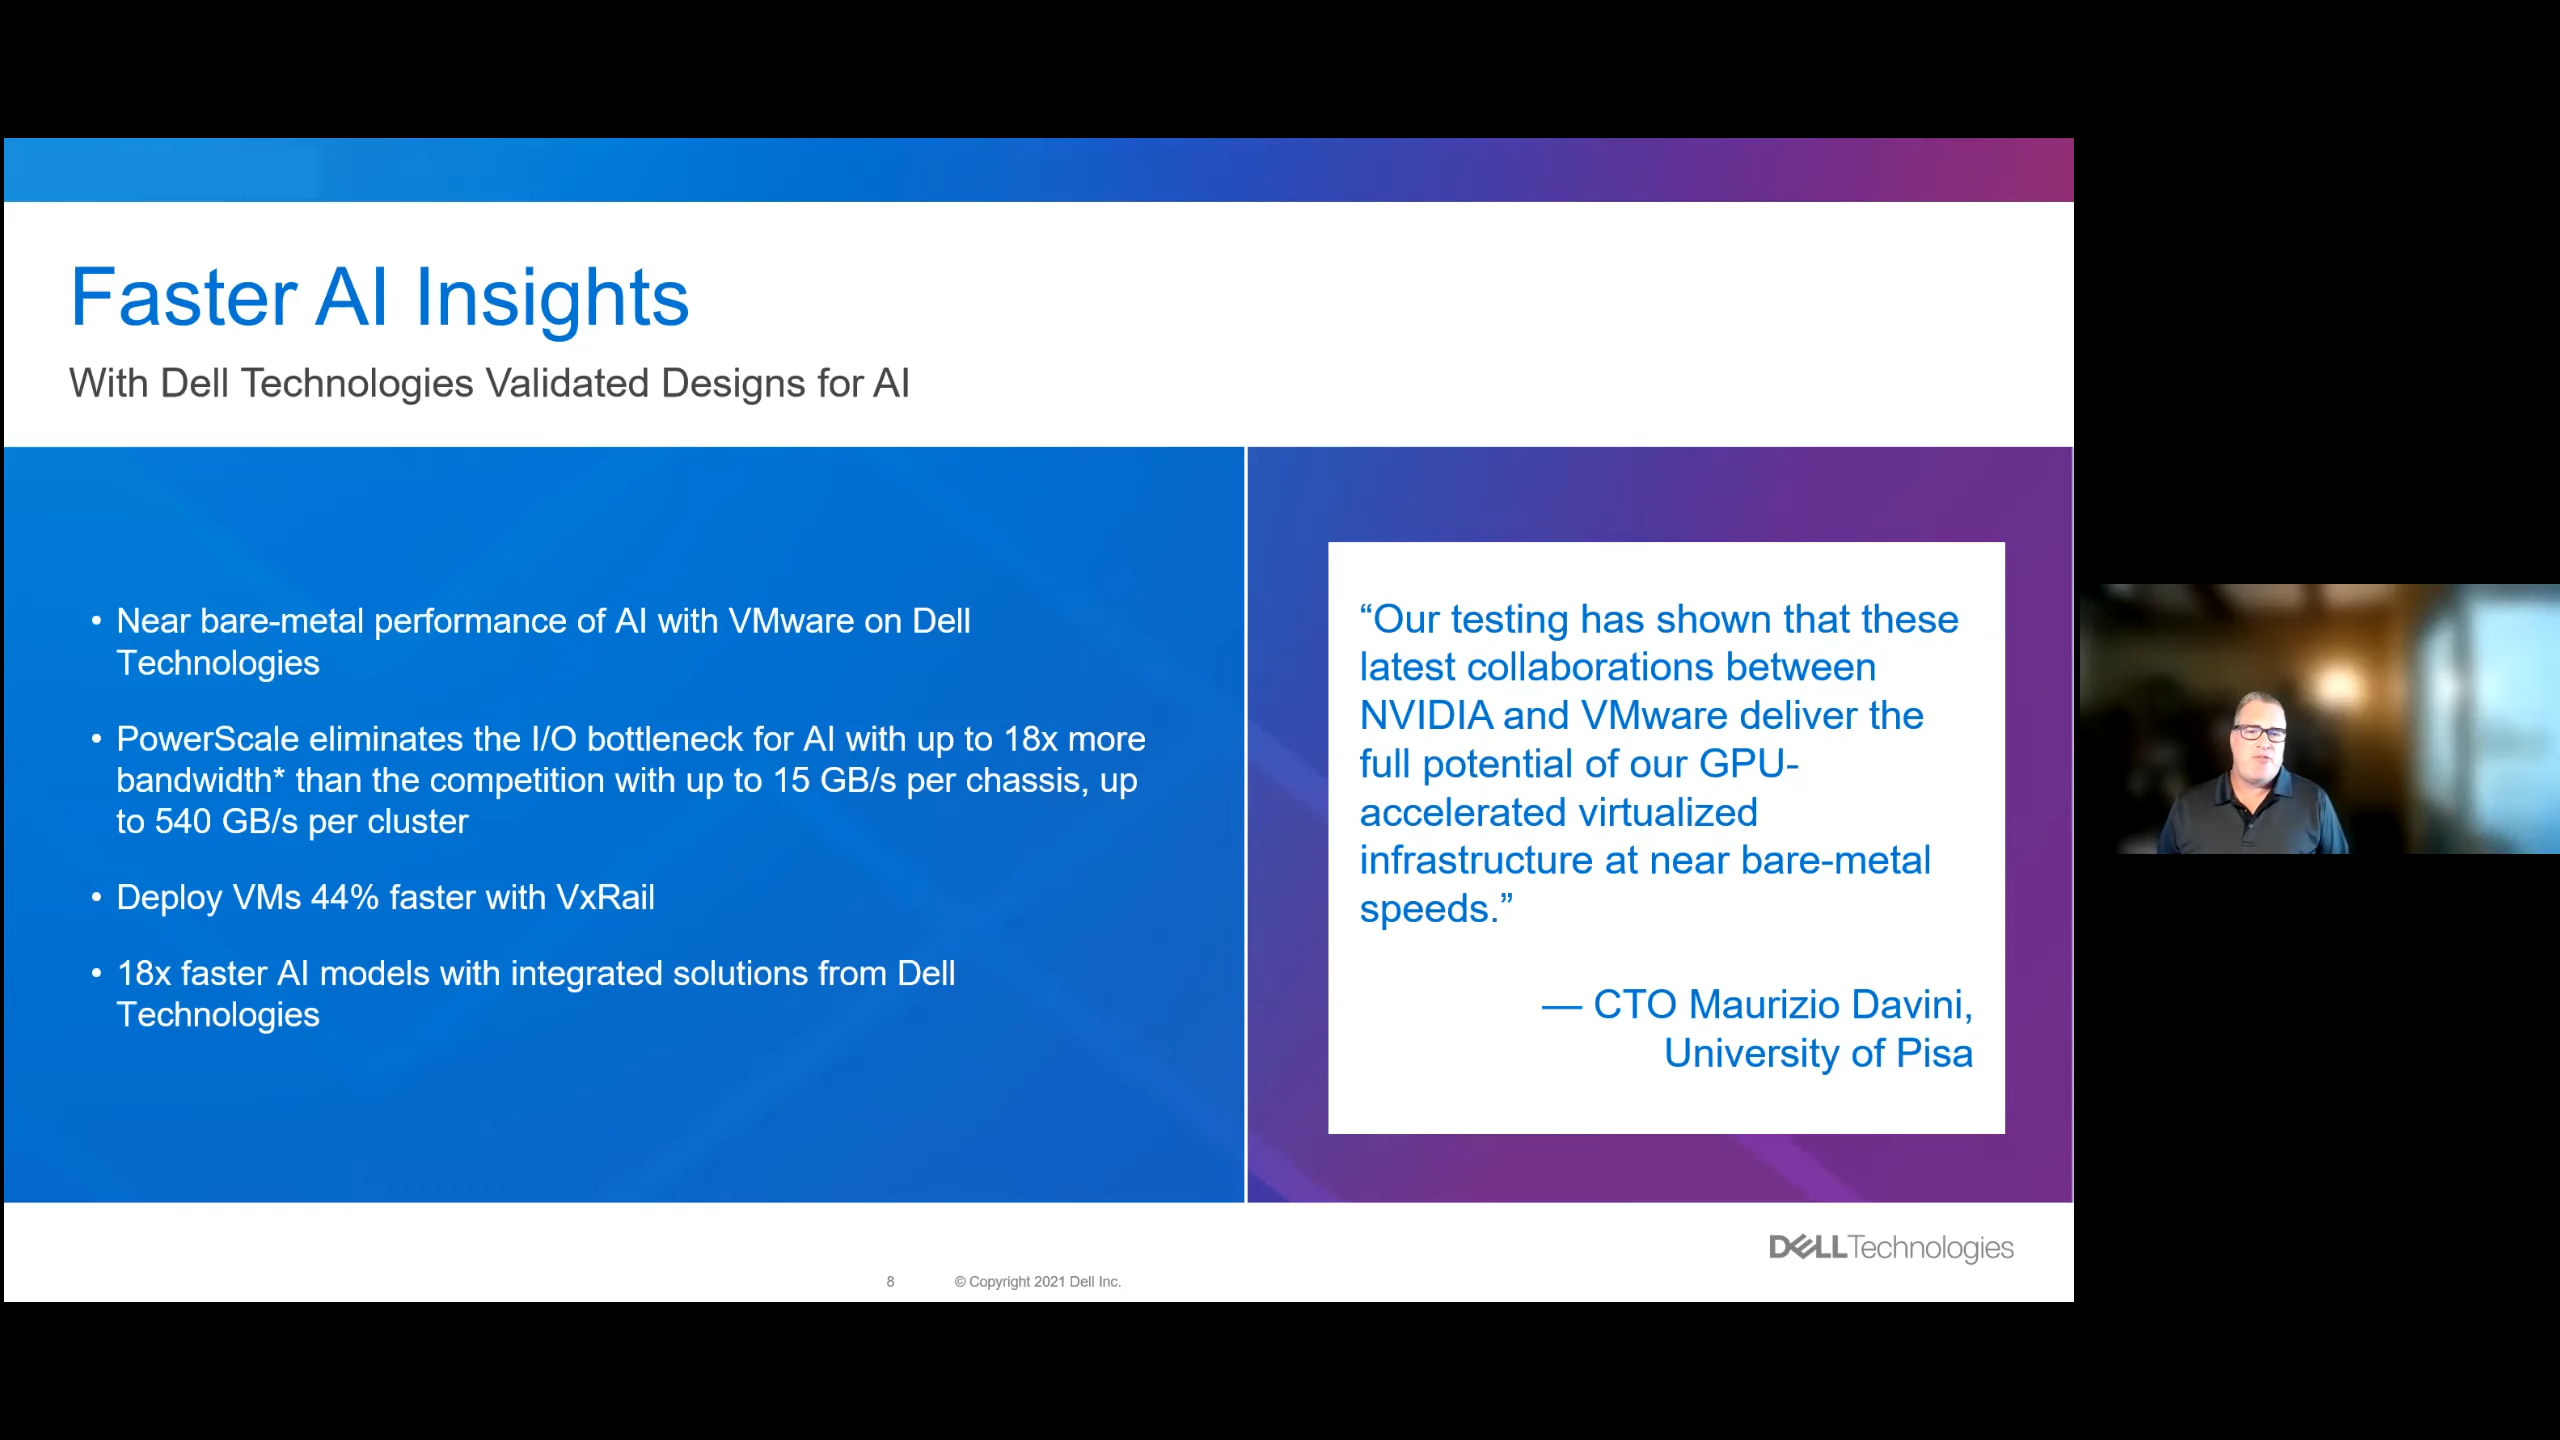 Faster AI Insights
With Dell Technologies Validated Designs for AI
• Near bare-metal performance of AI with VMware on Dell
Technologies
• PowerScale eliminates the I/O bottleneck for AI with up to 18x more
bandwidth* than the competition with up to 15 GB/s per chassis, up
to 540 GB/s per cluster
• Deploy VMs 44% faster with VxRail
• 18x faster AI models with integrated solutions from Dell
Technologies
“Our testing has shown that these
latest collaborations between
NVIDIA and VMware deliver the
full potential of our GPU-
accelerated virtualized
infrastructure at near bare-metal
speeds.”
— CTO Maurizio Davini,
University of Pisa
DELL Technologies
8 © Copyright 2021 Dell Inc.